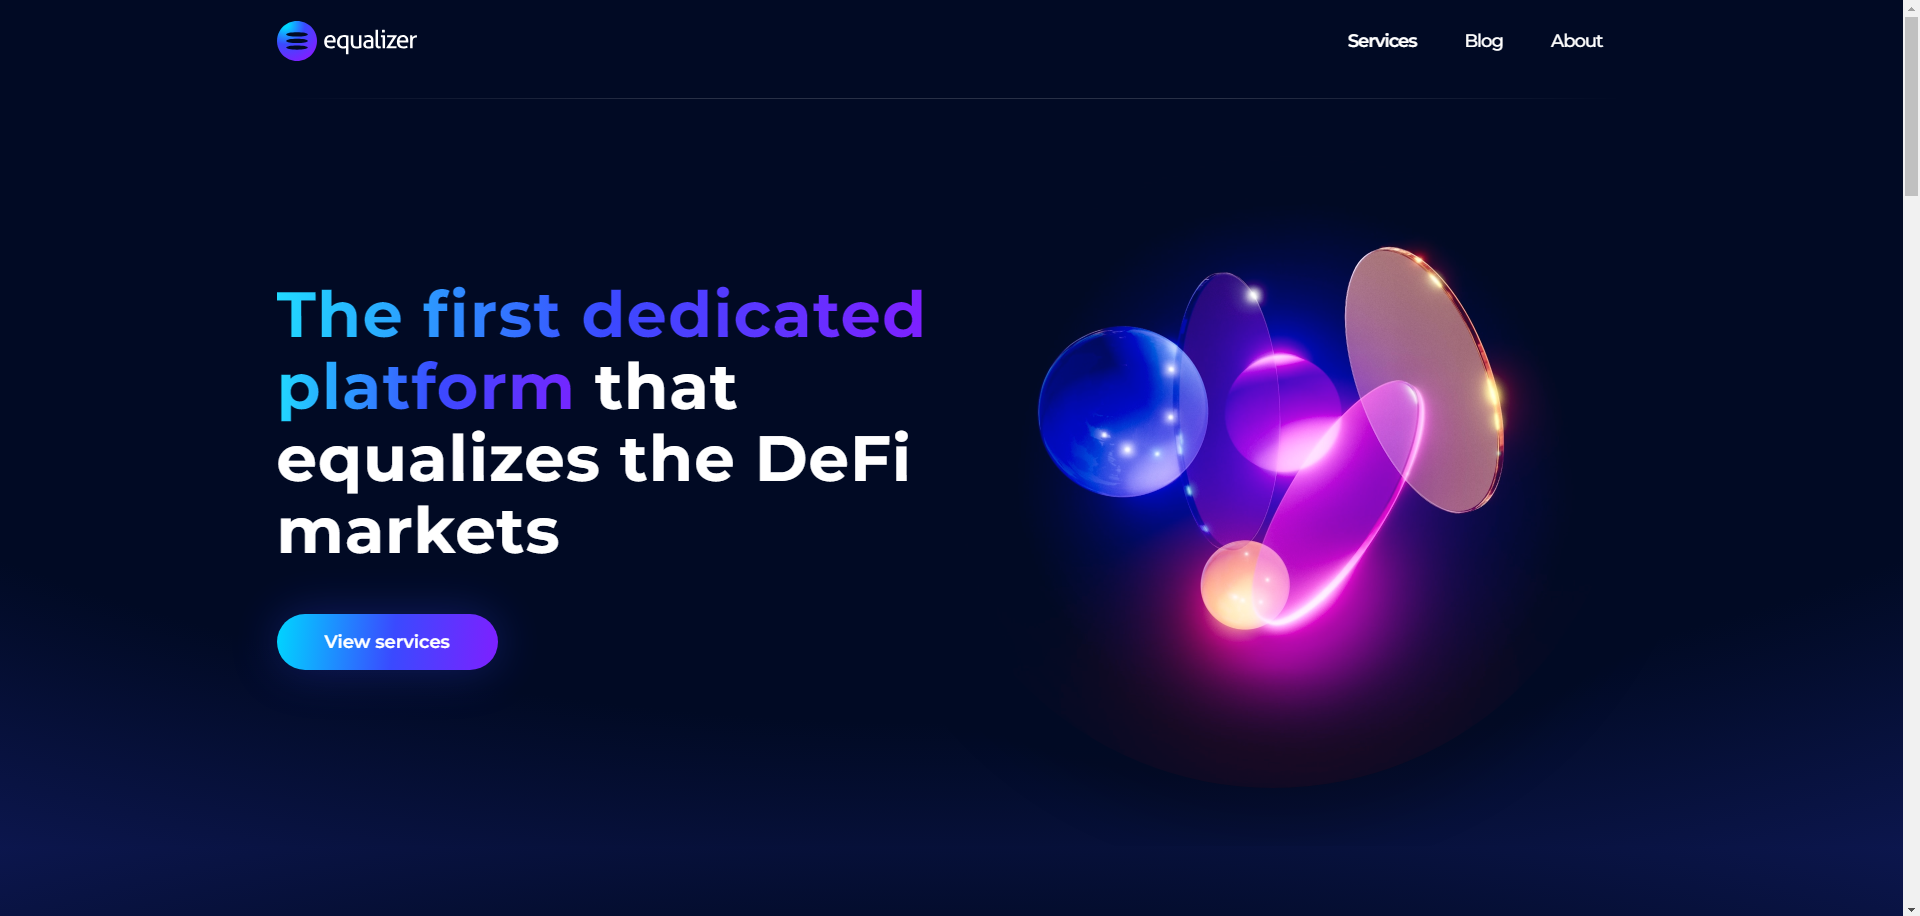 equalizer
Services
Blog
About
The first dedicated
platform that
equalizes the DeFi
markets
View services